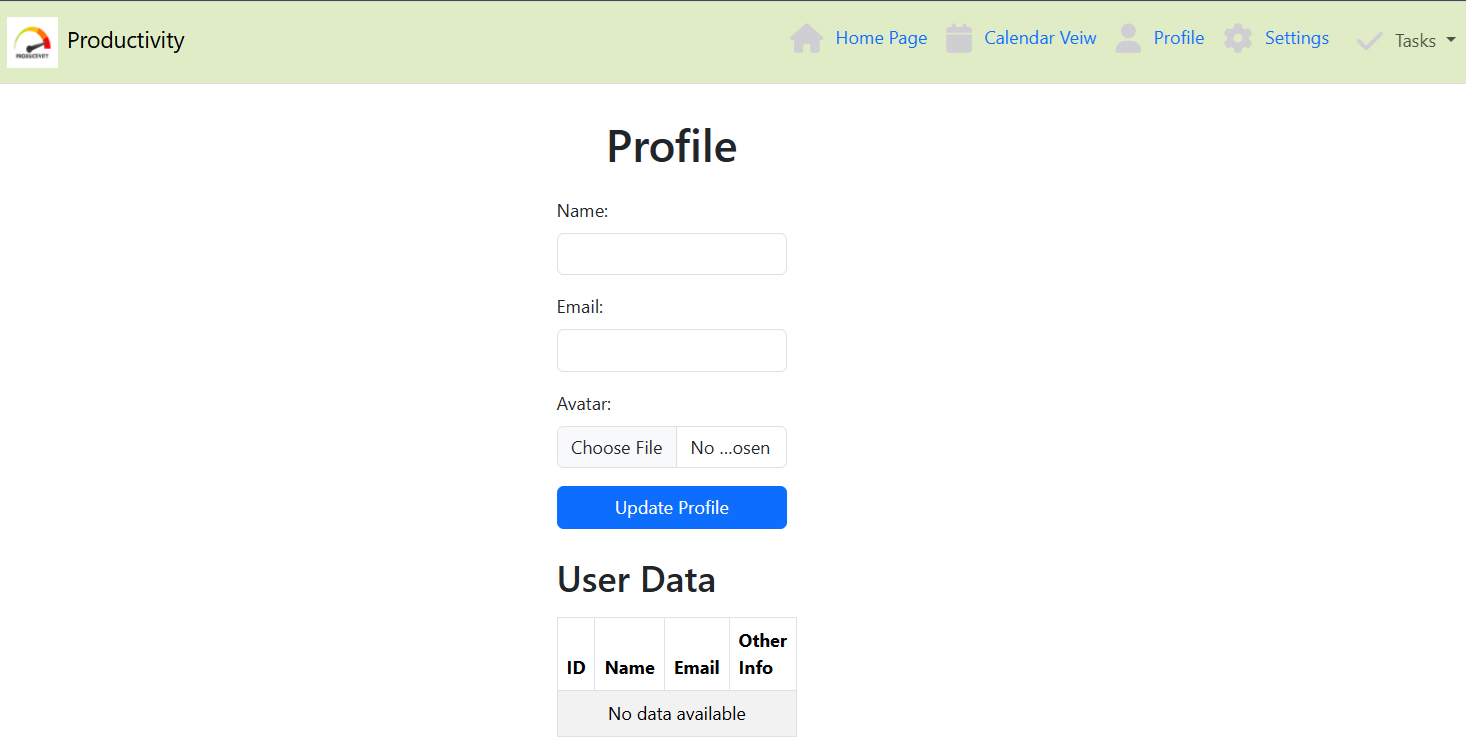 PRODUCTIVITY
Productivity
Home Page
Calendar Veiw
Profile
Settings
Tasks
Profile
Name:
Email:
Avatar:
Choose File
No ...osen
Update Profile
User Data
ID
Name
Email
Other
Info
No data available